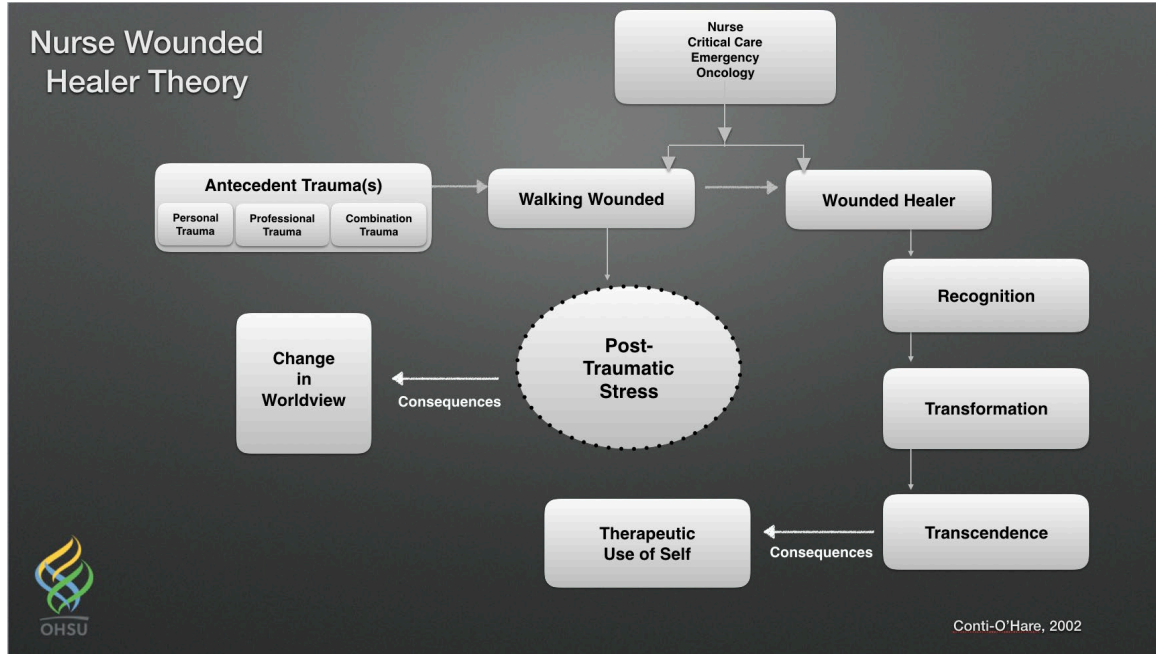 Nurse Wounded
Healer Theory
Nurse
Critical Care
Emergency
Oncology
Antecedent Trauma(s)
Personal
Trauma
Professional
Trauma
Combination
Trauma
Walking Wounded
Wounded Healer
Recognition
Post-
Traumatic
Stress
Change
in
Worldview
Consequences
Transformation
Therapeutic
Use of Self
Consequences
Transcendence
OHSU
Conti-O'Hare, 2002